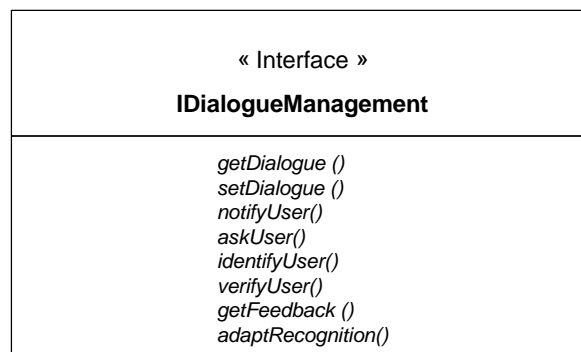 « Interface »
IDialogueManagement
getDialogue ()
setDialogue ()
notifyUser()
askUser()
identifyUser()
verifyUser()
getFeedback ()
adaptRecognition()